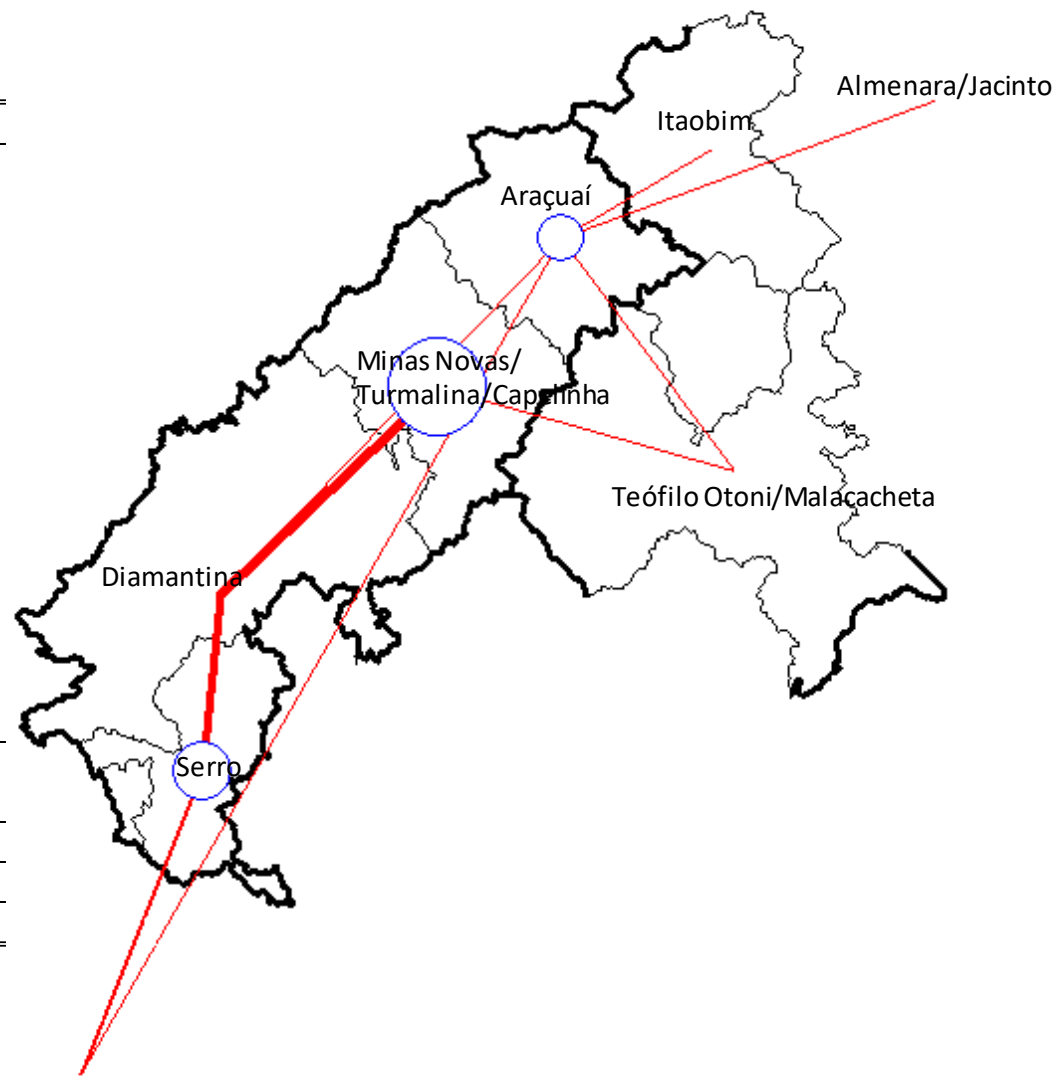 Almenara/Jacinto
Itaobim
Araçuaí
Minas Novas/
Turmalina/Capelinha
Teófilo Otoni/Malacacheta
Diamantina
Serro